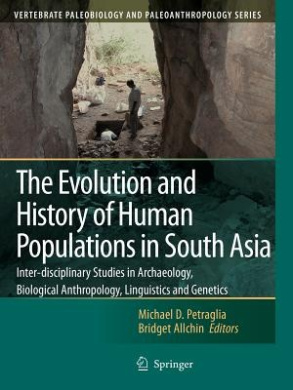 VERTEBRATE PALEOBIOLOGY AND PALEOANTHROPOLOGY SERIES
The Evolution and
History of Human
Populations in South Asia
Inter-disciplinary Studies in Archaeology,
Biological Anthropology, Linguistics and Genetics
Michael D. Petraglia
Bridget Allchin Editors
Springer